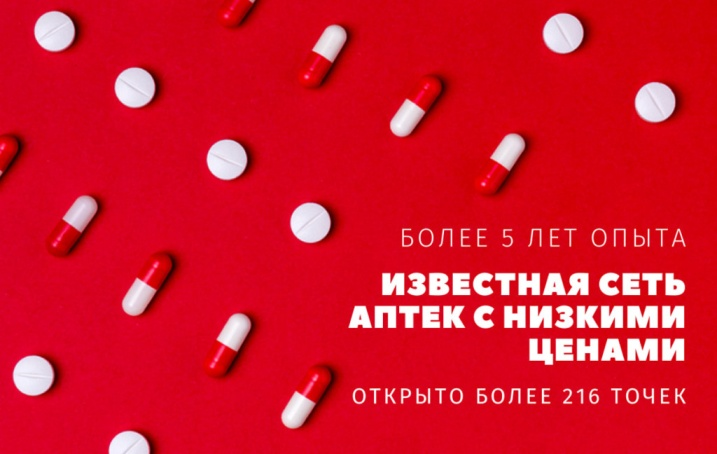 БОЛЕЕ 5 ЛЕТ ОПЫТА
ИЗВЕСТНАЯ СЕТЬ
АПТЕК С НИЗКИМИ
ЦЕНАМИ
ОТКРЫТО БОЛЕЕ 216 ТОЧЕК